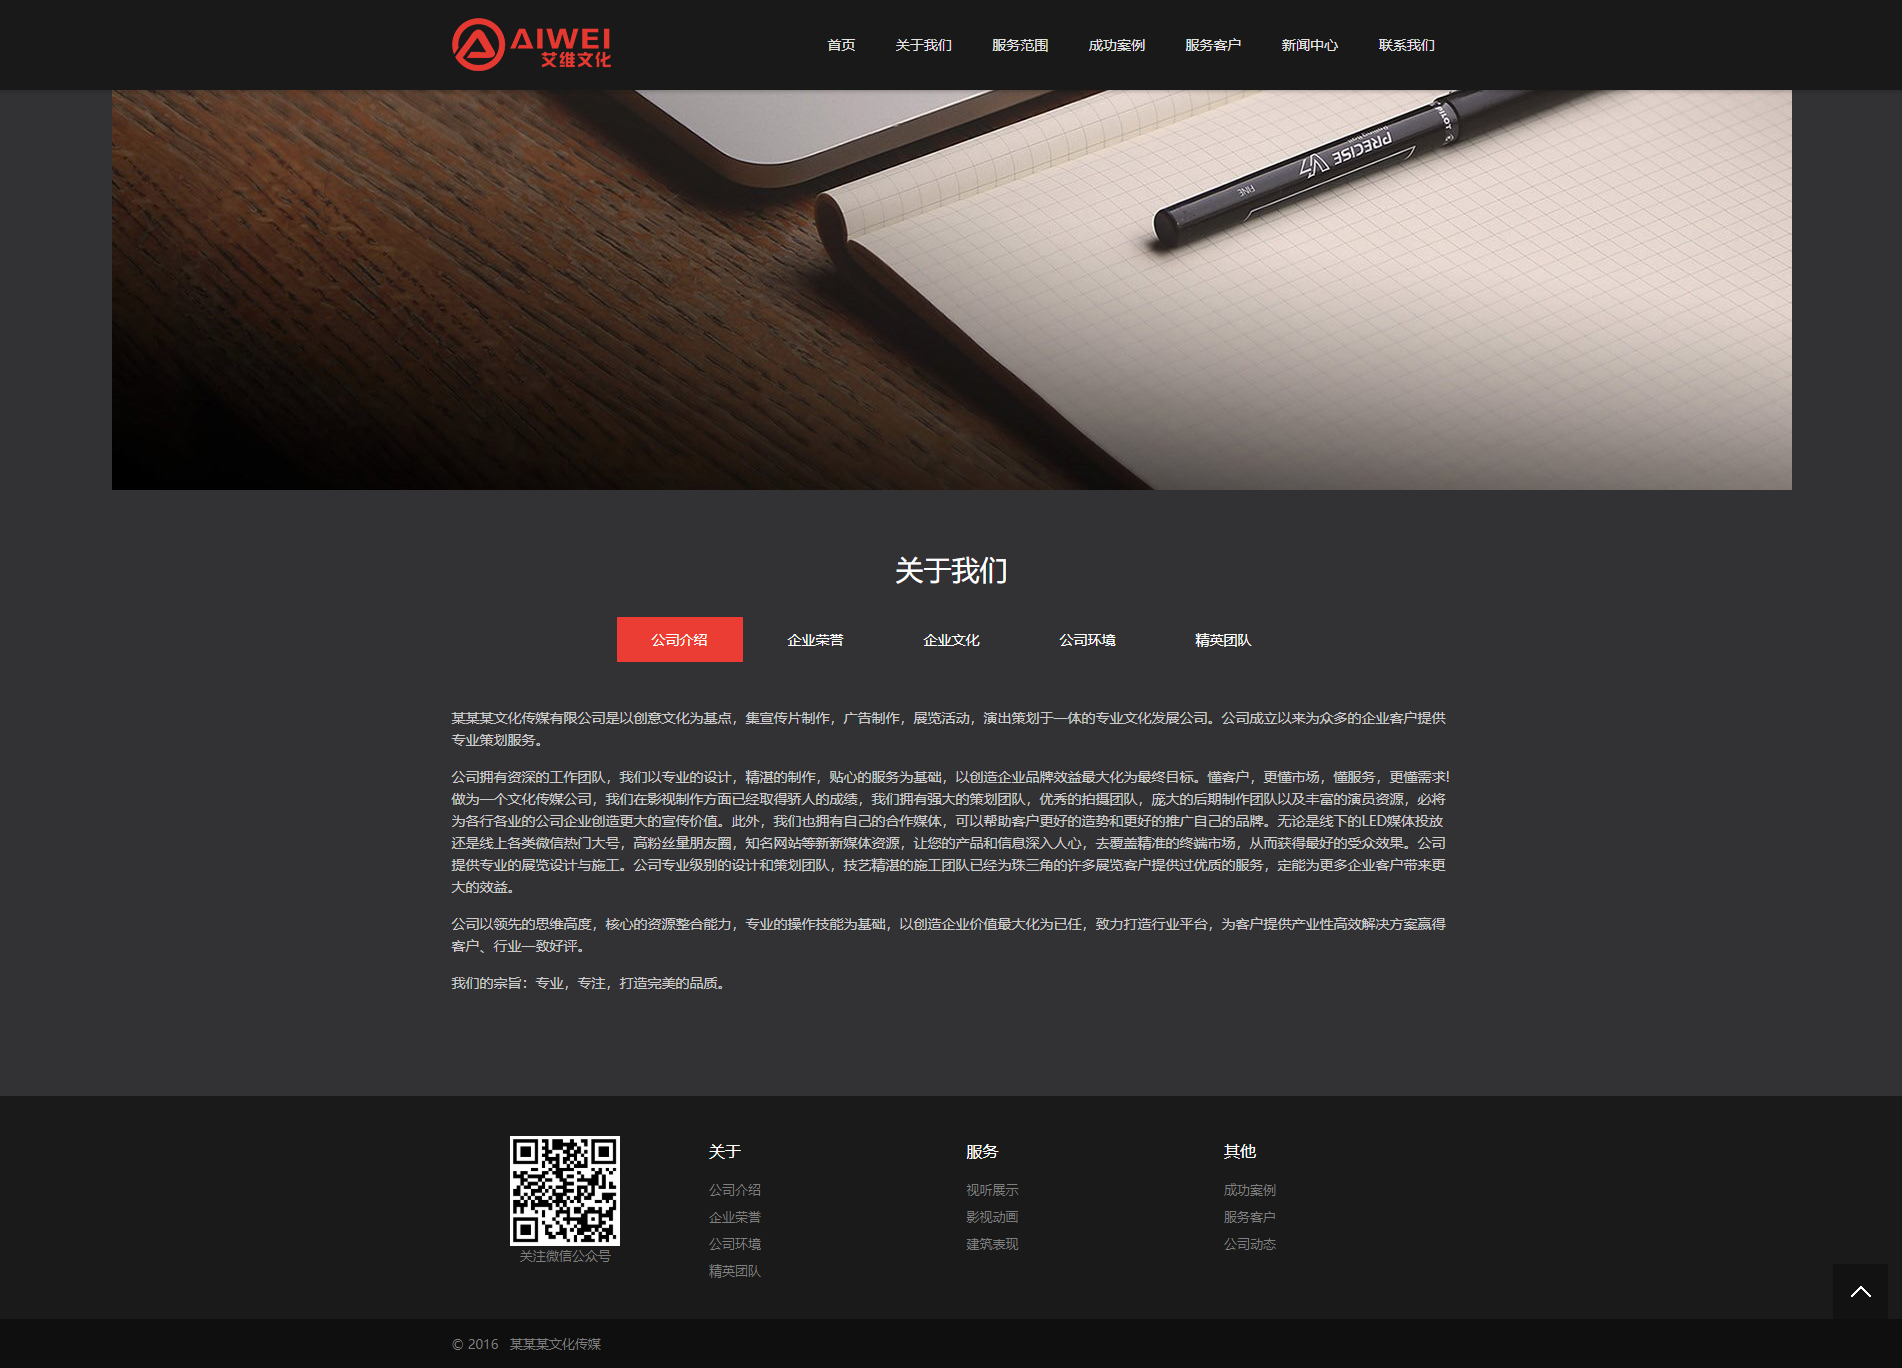 AIWEI
艾维文化
首页 关于我们 服务范围 成功案例 服务客户 新闻中心 联系我们
PILOT
PRECISE V7
FINE
关于我们
公司介绍 企业荣誉 企业文化 公司环境 精英团队
某某某文化传媒有限公司是以创意文化为基点，集宣传片制作，广告制作，展览活动，演出策划于一体的专业文化发展公司。公司成立以来为众多的企业客户提供
专业策划服务。
公司拥有资深的工作团队，我们以专业的设计，精湛的制作，贴心的服务为基础，以创造企业品牌效益最大化为最终目标。懂客户，更懂市场，懂服务，更懂需求!
做为一个文化传媒公司，我们在影视制作方面已经取得骄人的成绩，我们拥有强大的策划团队，优秀的拍摄团队，庞大的后期制作团队以及丰富的演员资源，必将
为各行各业的公司企业创造更大的宣传价值。此外，我们也拥有自己的合作媒体，可以帮助客户更好的造势和更好的推广自己的品牌。无论是线下的LED媒体投放
还是线上各类微信热门大号，高粉丝量朋友圈，知名网站等新新媒体资源，让您的产品和信息深入人心，去覆盖精准的终端市场，从而获得最好的受众效果。公司
提供专业的展览设计与施工。公司专业级别的设计和策划团队，技艺精湛的施工团队已经为珠三角的许多展览客户提供过优质的服务，定能为更多企业客户带来更
大的效益。
公司以领先的思维高度，核心的资源整合能力，专业的操作技能为基础，以创造企业价值最大化为已任，致力打造行业平台，为客户提供产业性高效解决方案赢得
客户、行业一致好评。
我们的宗旨：专业，专注，打造完美的品质。
关注微信公众号
关于
公司介绍
企业荣誉
公司环境
精英团队
服务
视听展示
影视动画
建筑表现
其他
成功案例
服务客户
公司动态
© 2016 某某某文化传媒